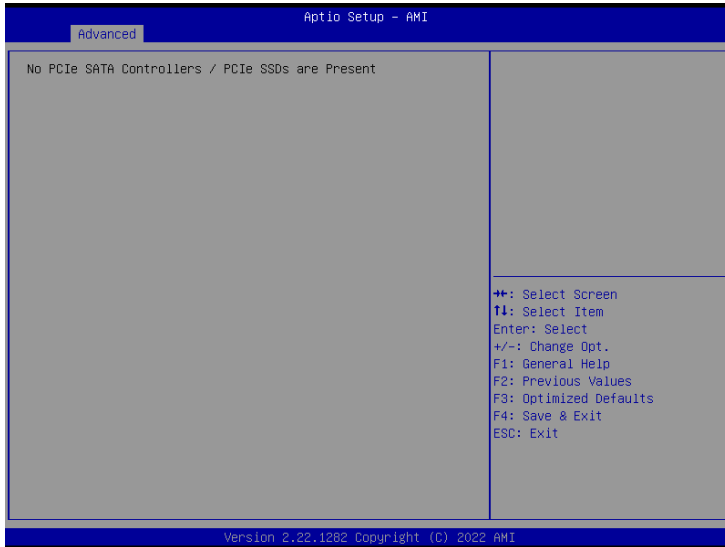 Aptio Setup - AMI
Advanced
No PCIe SATA Controllers / PCIe SSDs are Present
→←: Select Screen
↑↓: Select Item
Enter: Select
+/-: Change Opt.
F1: General Help
F2: Previous Values
F3: Optimized Defaults
F4: Save & Exit
ESC: Exit
Version 2.22.1282 Copyright (C) 2022 AMI